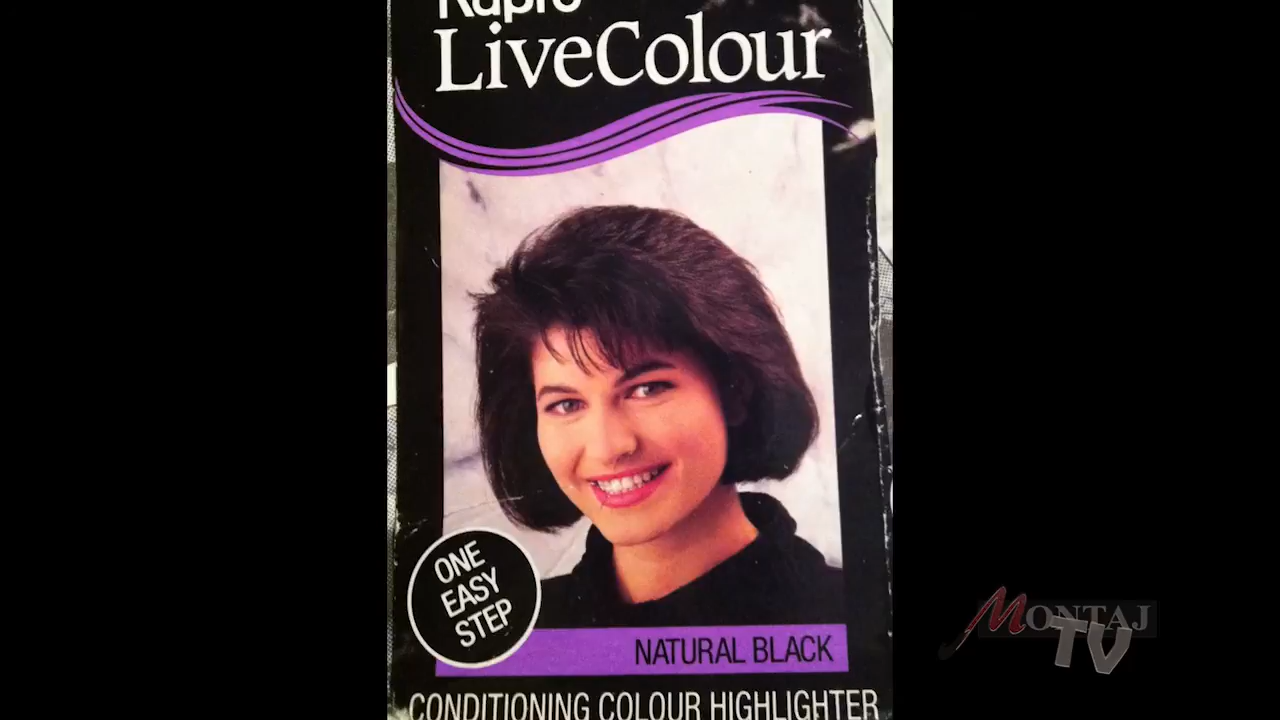 LiveColour
ONE
EASY
STEP
NATURAL BLACK
CONDITIONING COLOUR HIGHLIGHTER
MONTAJ
TV